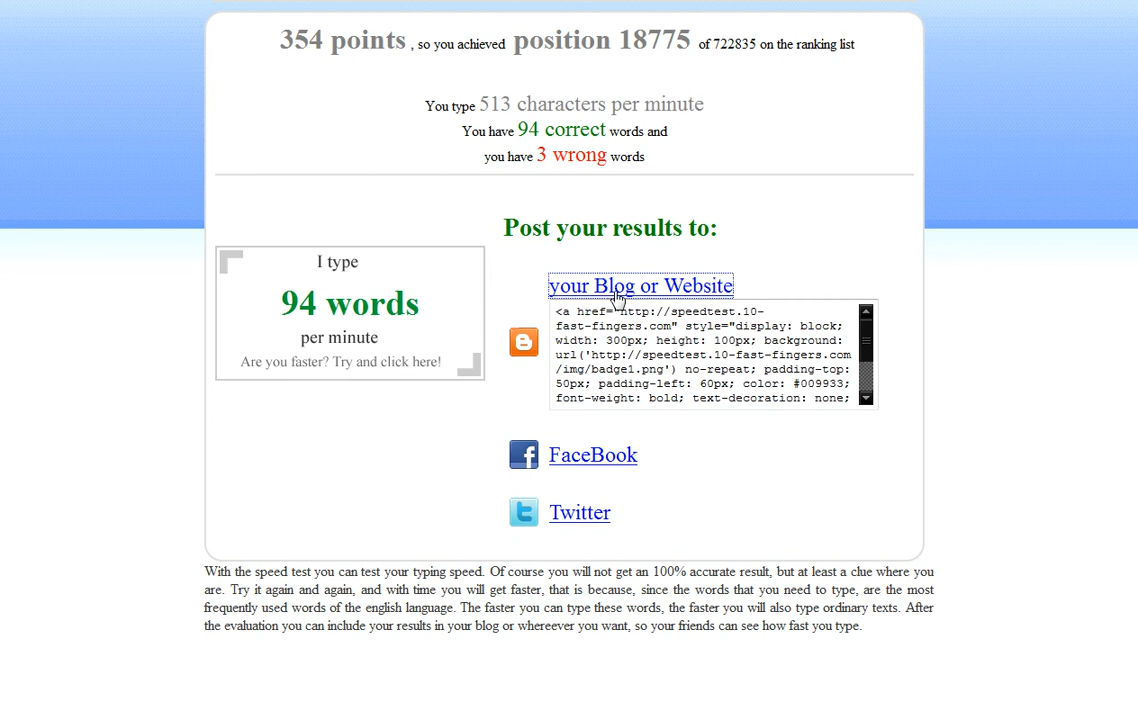 354 points , so you achieved position 18775 of 722835 on the ranking list
You type 513 characters per minute
You have 94 correct words and
you have 3 wrong words
Post your results to:
I type
94 words
per minute
Are you faster? Try and click here!
your Blog or Website
<a href="http://speedtest.10-
fast-fingers.com" style="display: block;
width: 300px; height: 100px; background:
url('http://speedtest.10-fast-fingers.com
/img/badge1.png') no-repeat; padding-top:
50px; padding-left: 60px; color: #009933;
font-weight: bold; text-decoration: none;
FaceBook
Twitter
With the speed test you can test your typing speed. Of course you will not get an 100% accurate result, but at least a clue where you
are. Try it again and again, and with time you will get faster, that is because, since the words that you need to type, are the most
frequently used words of the english language. The faster you can type these words, the faster you will also type ordinary texts. After
the evaluation you can include your results in your blog or whereever you want, so your friends can see how fast you type.